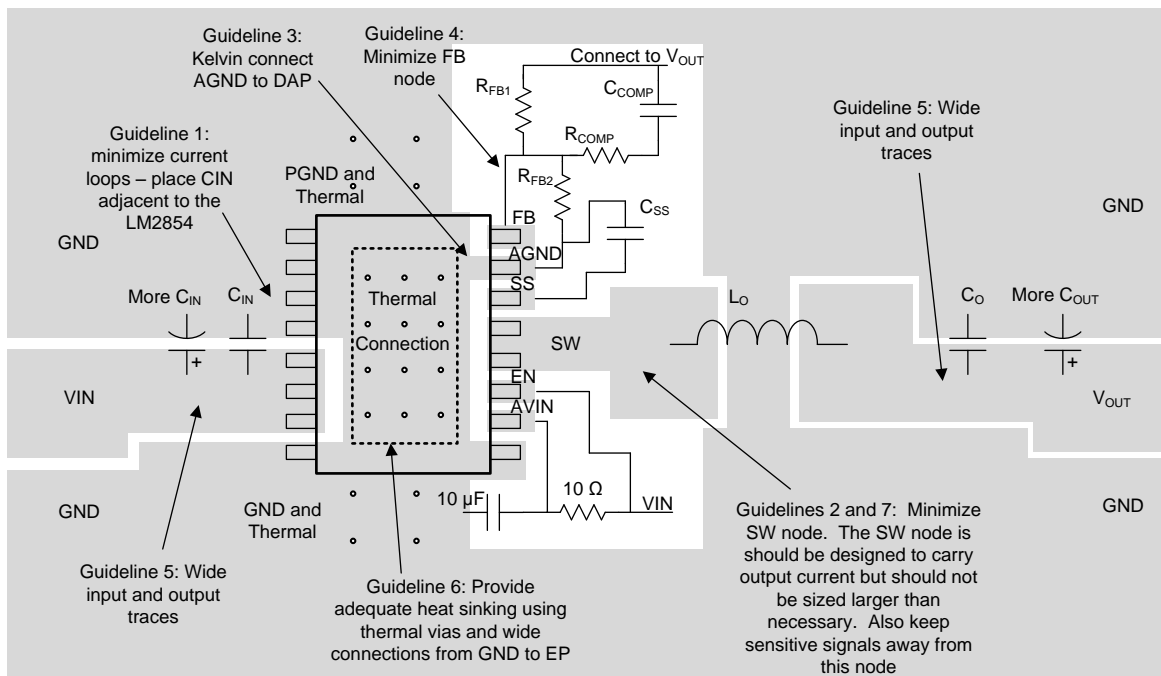 Guideline 3:
Kelvin connect
AGND to DAP
Guideline 4:
Minimize FB
node
Connect to VOUT
RFB1
CCOMP
RCOMP
RFB2
CSS
Guideline 1:
minimize current
loops – place CIN
adjacent to the
LM2854
PGND and
Thermal
Guideline 5: Wide
input and output
traces
GND
GND
FB
AGND
SS
Thermal
Connection
More CIN
CIN
SW
LO
CO
More COUT
+
+
VIN
EN
AVIN
VOUT
GND
GND and
Thermal
10 µF
10 Ω
VIN
GND
Guideline 5: Wide
input and output
traces
Guideline 6: Provide
adequate heat sinking using
thermal vias and wide
connections from GND to EP
Guidelines 2 and 7: Minimize
SW node. The SW node is
should be designed to carry
output current but should not
be sized larger than
necessary. Also keep
sensitive signals away from
this node